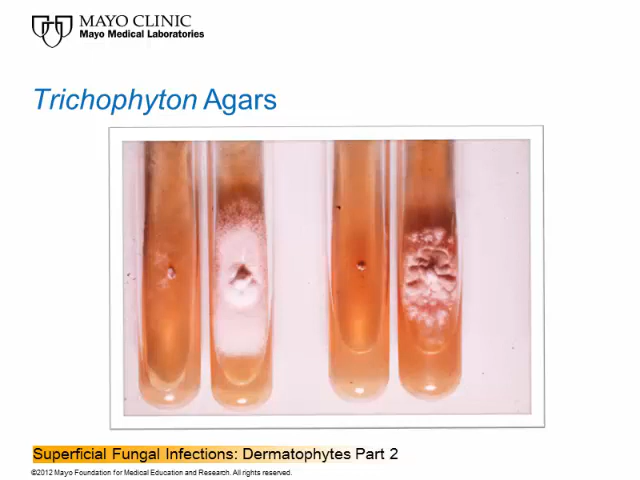 MAYO CLINIC
Mayo Medical Laboratories
Trichophyton Agars
Superficial Fungal Infections: Dermatophytes Part 2
©2012 Mayo Foundation for Medical Education and Research. All rights reserved.